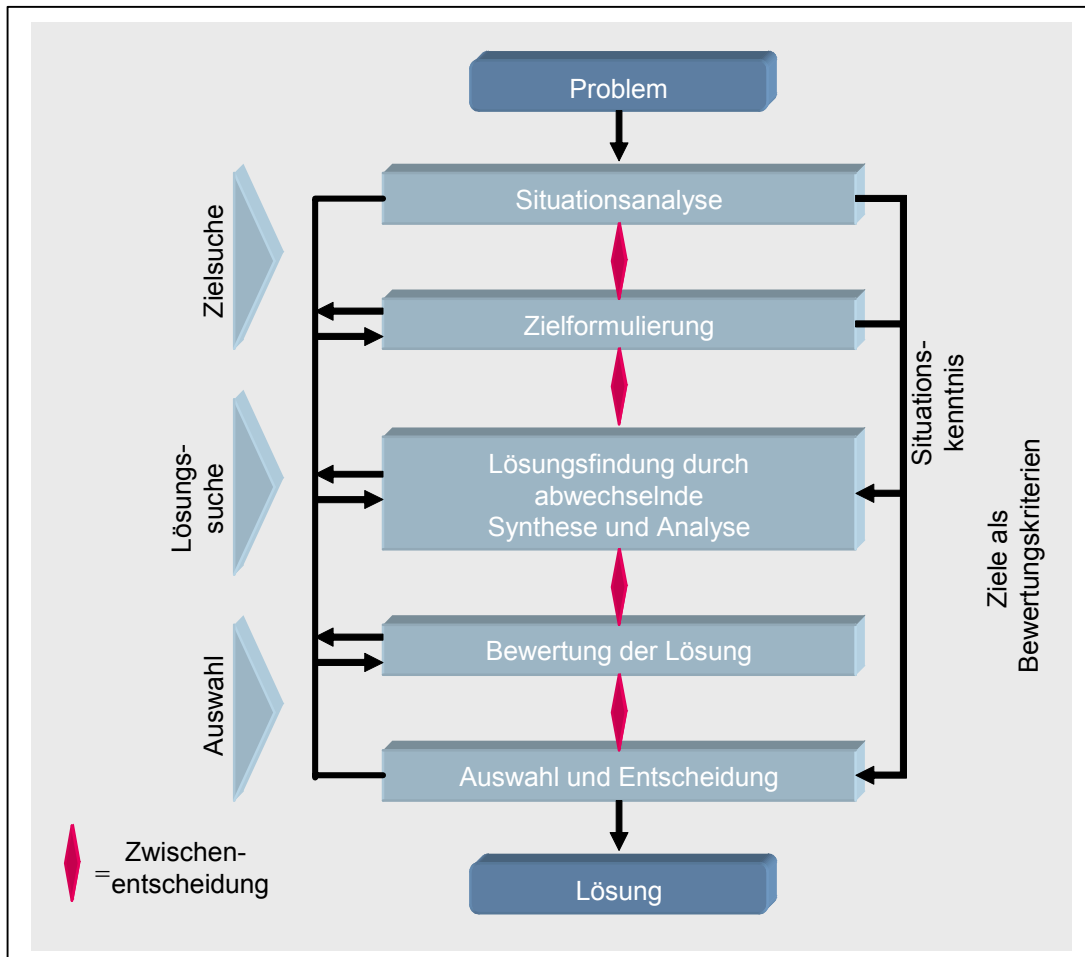 Problem
Situationsanalyse
Zielsuche
Zielformulierung
Situations-
kenntnis
Lösungs-
suche
Lösungsfindung durch
abwechselnde
Synthese und Analyse
Ziele als
Bewertungskriterien
Bewertung der Lösung
Auswahl
Auswahl und Entscheidung
Zwischen-
=entscheidung
Lösung